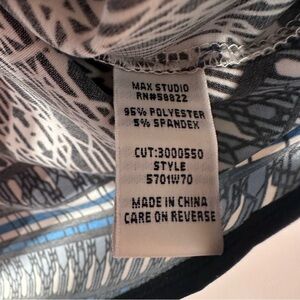 MAX STUDIO
RN#58822
95% POLYESTER
5% SPANDEX
CUT:3000550
STYLE
5701W70
MADE IN CHINA
CARE ON REVERSE